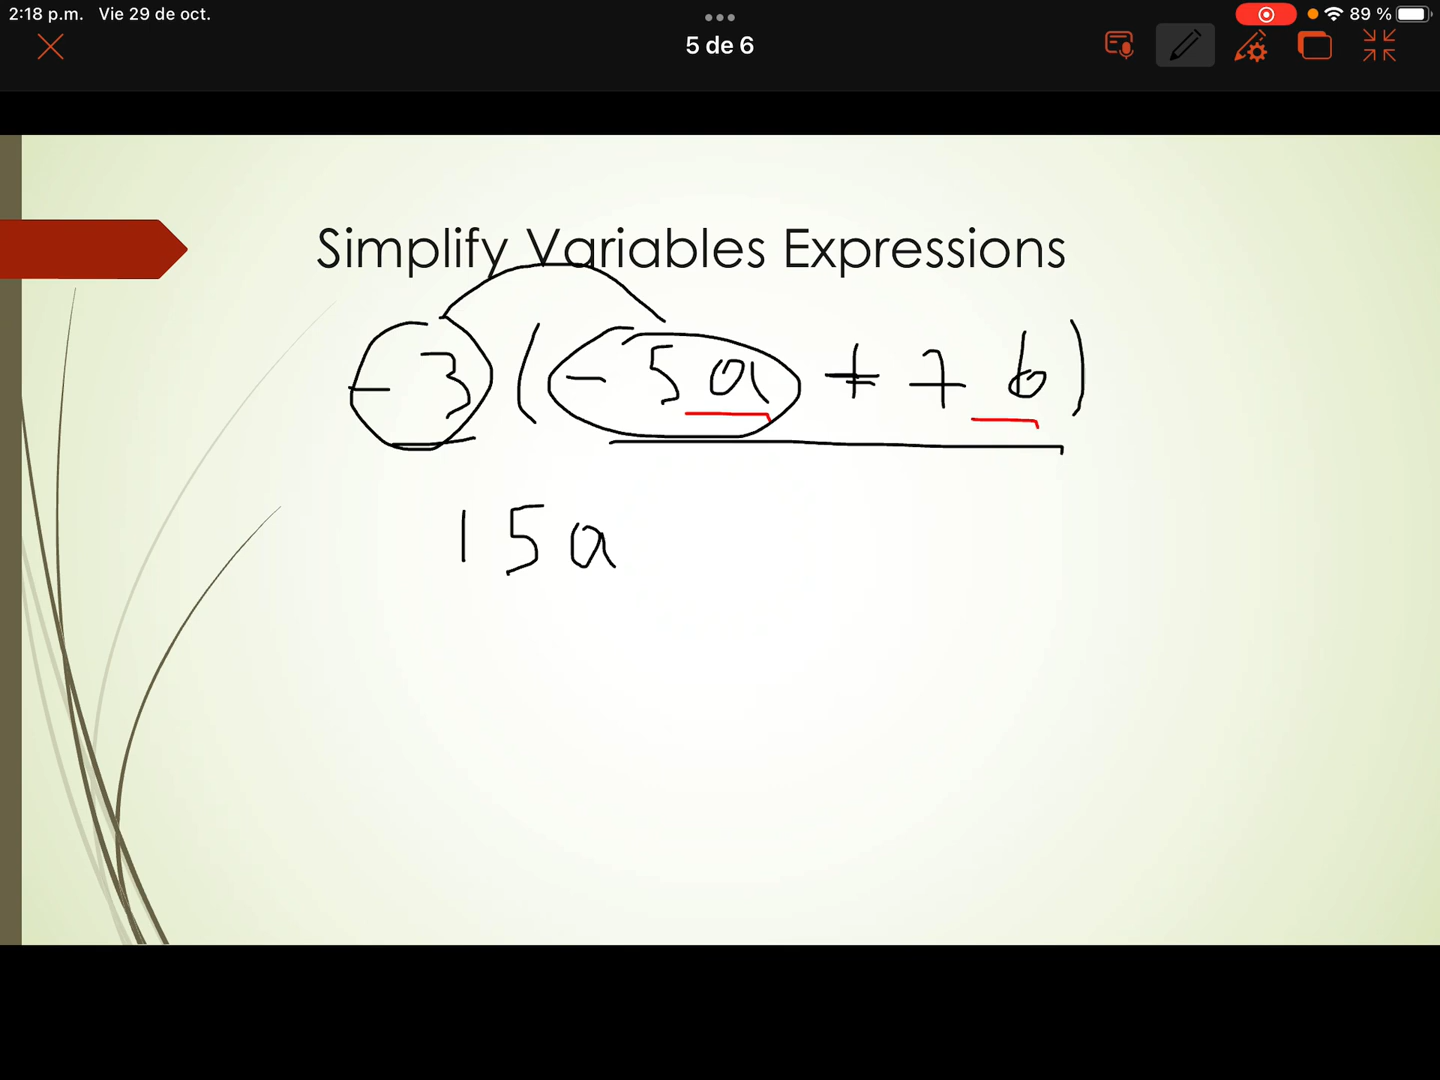 2:18 p.m. Vie 29 de oct.
89 %
5 de 6
Simplify Variables Expressions
-3(-5a + 7b)
15a